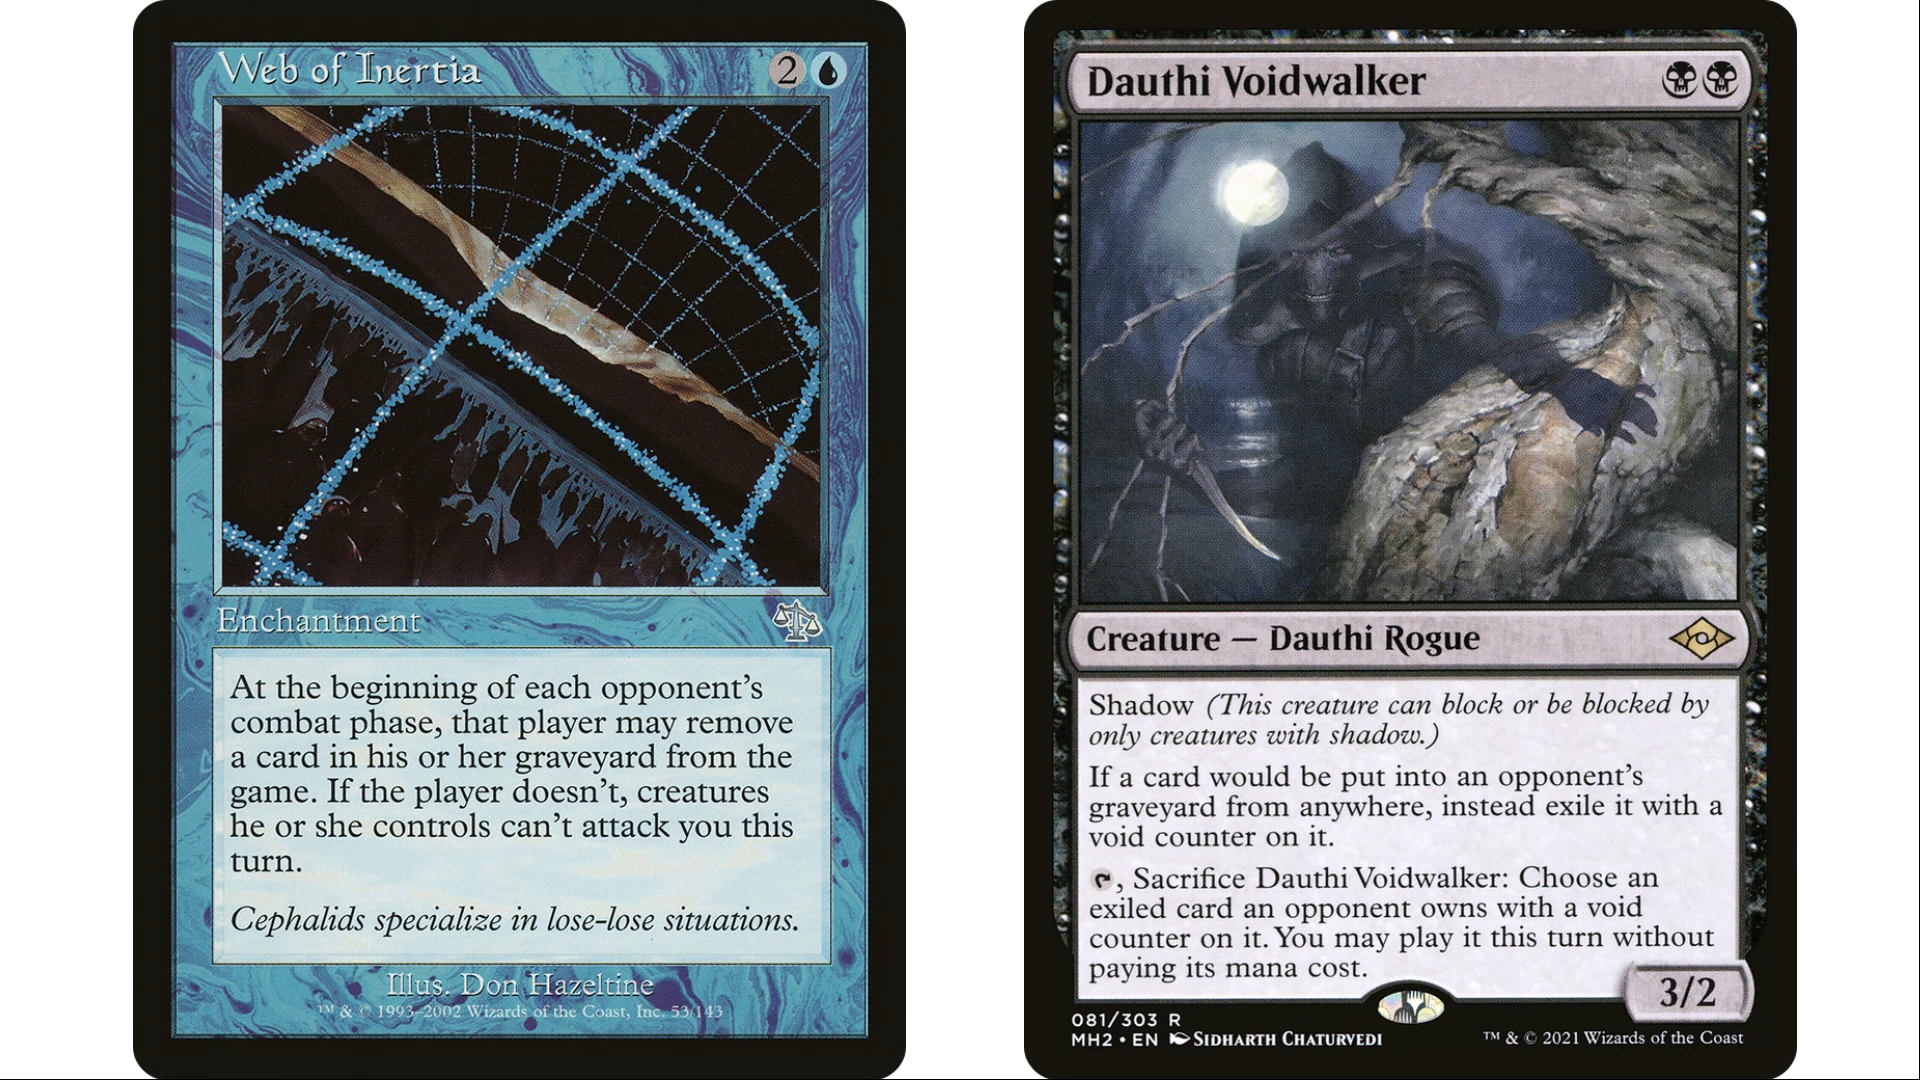 Web of Inertia
2
Enchantment
At the beginning of each opponent's
combat phase, that player may remove
a card in his or her graveyard from the
game. If the player doesn't, creatures
he or she controls can't attack you this
turn.
Cephalids specialize in lose-lose situations.
Illus. Don Hazeltine
™ & © 1993–2002 Wizards of the Coast, Inc. 53/143
Dauthi Voidwalker
Creature — Dauthi Rogue
Shadow (This creature can block or be blocked by
only creatures with shadow.)
If a card would be put into an opponent's
graveyard from anywhere, instead exile it with a
void counter on it.
, Sacrifice Dauthi Voidwalker: Choose an
exiled card an opponent owns with a void
counter on it. You may play it this turn without
paying its mana cost.
3/2
081/303 R
MH2 • EN SIDHARTH CHATURVEDI
™ & © 2021 Wizards of the Coast